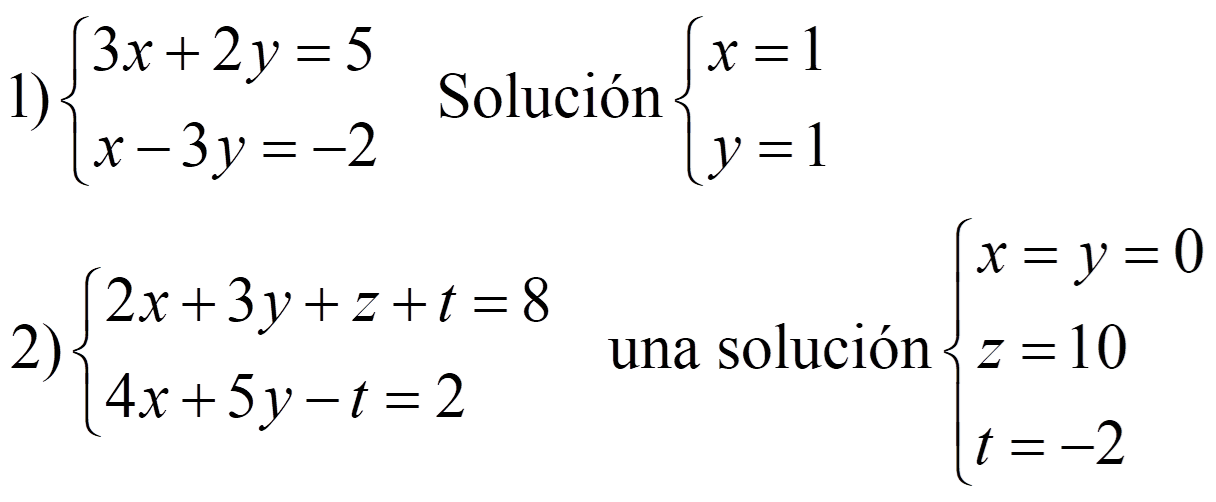 1) { 3x + 2y = 5
x − 3y = −2
Solución { x = 1
y = 1
2) { 2x + 3y + z + t = 8
4x + 5y − t = 2
una solución { x = y = 0
z = 10
t = −2